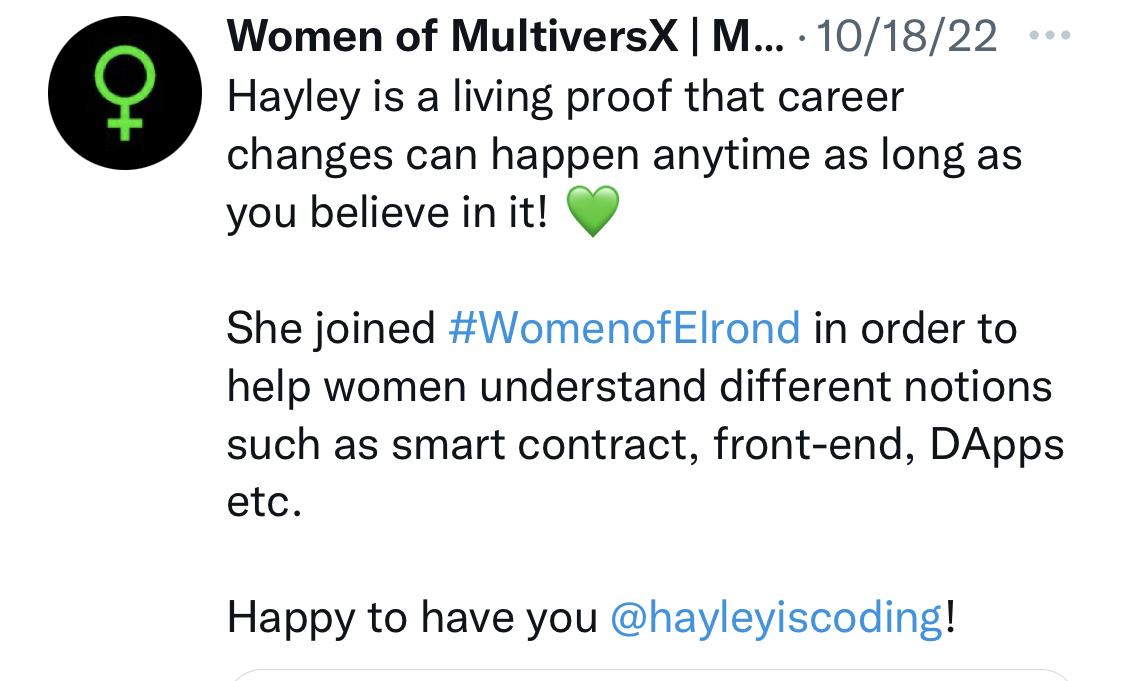 Women of MultiversX | M... · 10/18/22
Hayley is a living proof that career
changes can happen anytime as long as
you believe in it! 💚
She joined #WomenofElrond in order to
help women understand different notions
such as smart contract, front-end, DApps
etc.
Happy to have you @hayleyiscoding!